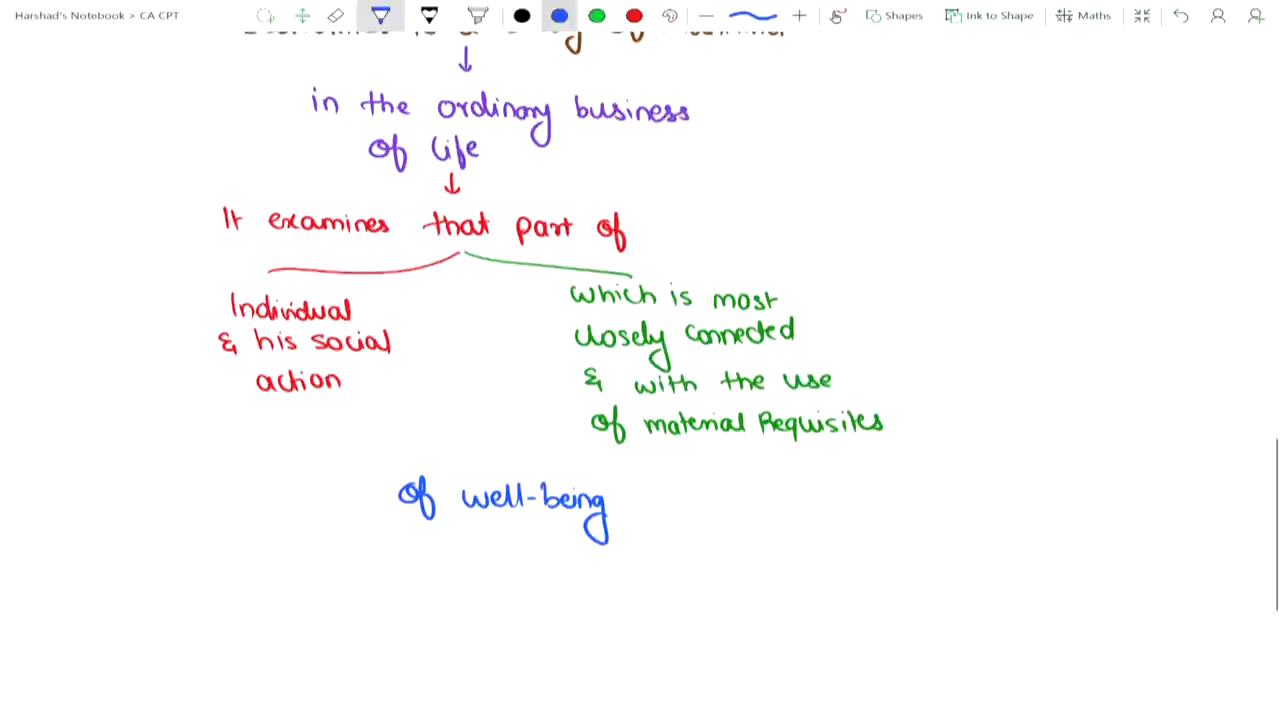 Harshad's Notebook > CA CPT
Shapes
Ink to Shape
Maths
in the ordinary business
of life
It examines that part of
Individual
& his social
action
which is most
closely connected
& with the use
of material Requisites
of well-being